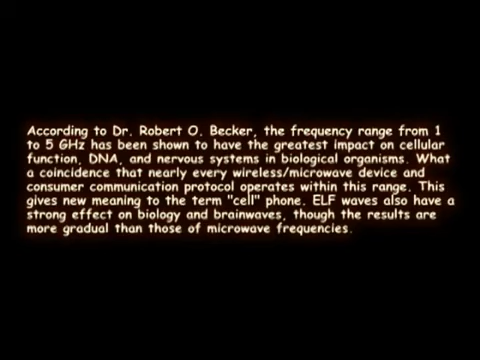 According to Dr. Robert O. Becker, the frequency range from 1
to 5 GHz has been shown to have the greatest impact on cellular
function, DNA, and nervous systems in biological organisms. What
a coincidence that nearly every wireless/microwave device and
consumer communication protocol operates within this range. This
gives new meaning to the term "cell" phone. ELF waves also have a
strong effect on biology and brainwaves, though the results are
more gradual than those of microwave frequencies.